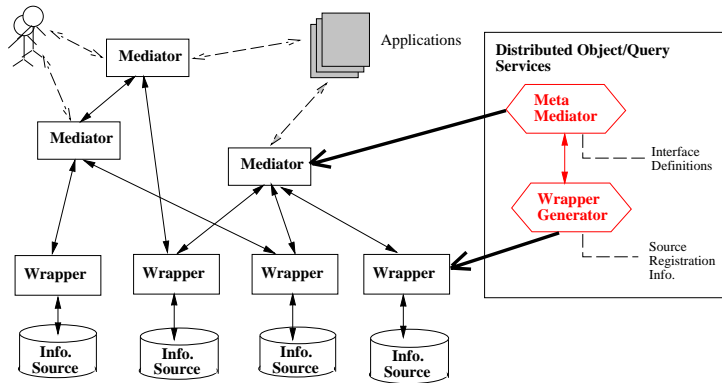 Applications
Mediator
Distributed Object/Query
Services
Meta
Mediator
Mediator
Mediator
Interface
Definitions
Wrapper
Generator
Source
Registration
Info.
Wrapper
Wrapper
Wrapper
Wrapper
Info.
Source
Info.
Source
Info.
Source
Info.
Source